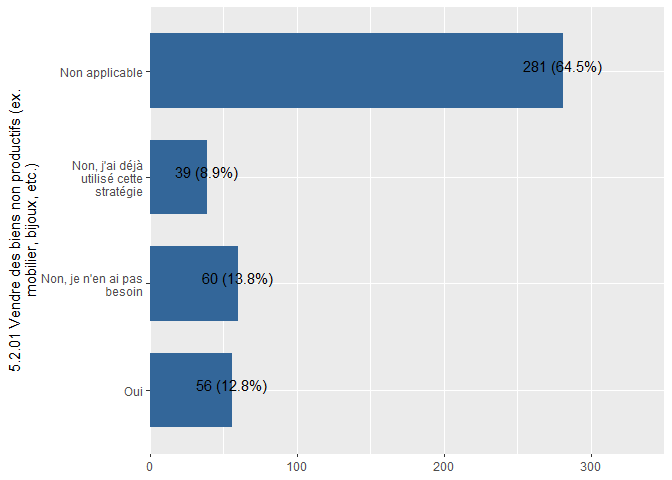 5.2.01 Vendre des biens non productifs (ex.
mobilier, bijoux, etc.)
Non applicable
281 (64.5%)
Non, j'ai déjà
utilisé cette
stratégie
39 (8.9%)
Non, je n'en ai pas
besoin
60 (13.8%)
Oui
56 (12.8%)
0
100
200
300